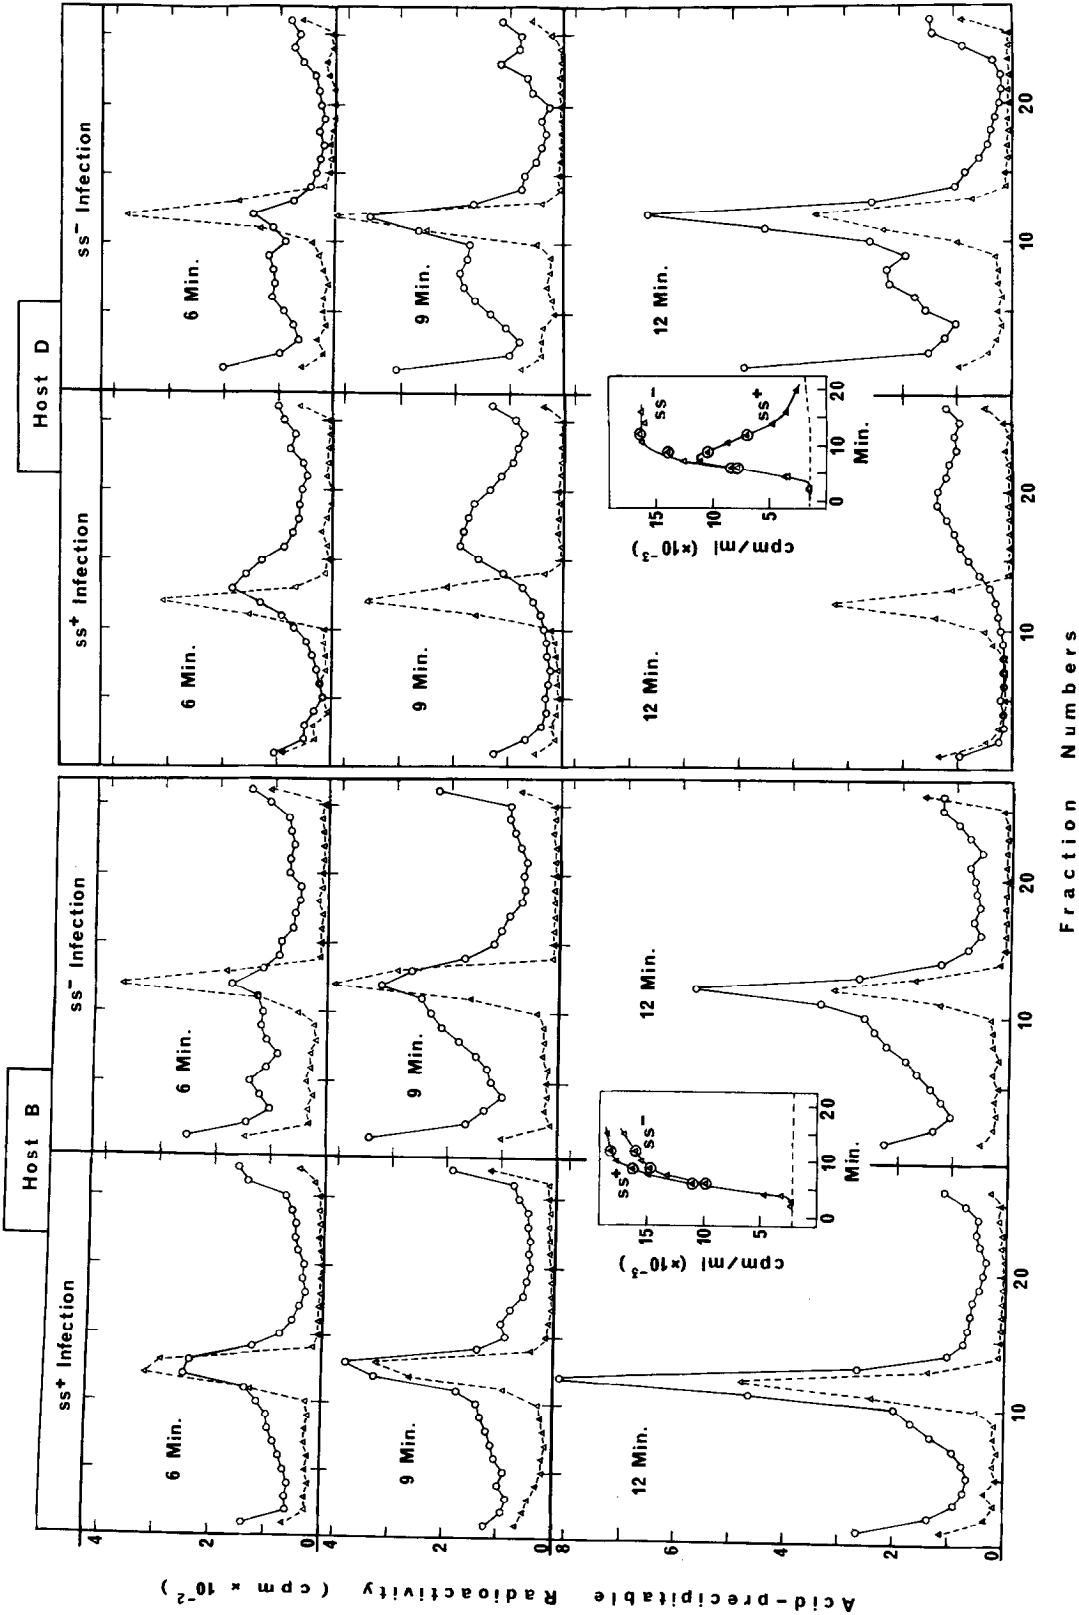 Host B
Host D
ss+ Infection
ss− Infection
ss+ Infection
ss− Infection
6 Min.
6 Min.
6 Min.
6 Min.
9 Min.
9 Min.
9 Min.
9 Min.
12 Min.
12 Min.
12 Min.
12 Min.
4
2
0
4
2
0
8
6
4
2
0
10
20
10
20
10
20
10
20
Acid-precipitable Radioactivity (cpm × 10⁻²)
Fraction Numbers
cpm/ml (×10⁻³)
15
10
5
0
10
20
Min.
ss+
ss−
cpm/ml (×10⁻³)
15
10
5
0
10
20
Min.
ss−
ss+